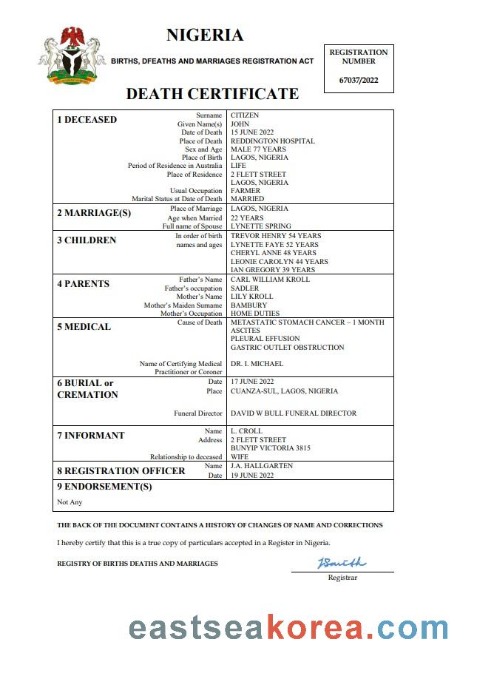 NIGERIA
BIRTHS, DFEATHS AND MARRIAGES REGISTRATION ACT
REGISTRATION
NUMBER
67037/2022
DEATH CERTIFICATE
1 DECEASED
Surname CITIZEN
Given Name(s) JOHN
Date of Death 15 JUNE 2022
Place of Death REDDINGTON HOSPITAL
Sex and Age MALE 77 YEARS
Place of Birth LAGOS, NIGERIA
Period of Residence in Australia LIFE
Place of Residence 2 FLETT STREET
LAGOS, NIGERIA
Usual Occupation FARMER
Marital Status at Date of Death MARRIED
2 MARRIAGE(S)
Place of Marriage LAGOS, NIGERIA
Age when Married 22 YEARS
Full name of Spouse LYNETTE SPRING
3 CHILDREN
In order of birth TREVOR HENRY 54 YEARS
names and ages LYNETTE FAYE 52 YEARS
CHERYL ANNE 48 YEARS
LEONIE CAROLYN 44 YEARS
IAN GREGORY 39 YEARS
4 PARENTS
Father's Name CARL WILLIAM KROLL
Father's occupation SADLER
Mother's Name LILY KROLL
Mother's Maiden Surname BAMBURY
Mother's Occupation HOME DUTIES
5 MEDICAL
Cause of Death METASTATIC STOMACH CANCER – 1 MONTH
ASCITES
PLEURAL EFFUSION
GASTRIC OUTLET OBSTRUCTION
Name of Certifying Medical DR. I. MICHAEL
Practitioner or Coroner
6 BURIAL or
CREMATION
Date 17 JUNE 2022
Place CUANZA-SUL, LAGOS, NIGERIA
Funeral Director DAVID W BULL FUNERAL DIRECTOR
7 INFORMANT
Name L. CROLL
Address 2 FLETT STREET
BUNYIP VICTORIA 3815
Relationship to deceased WIFE
8 REGISTRATION OFFICER
Name J.A. HALLGARTEN
Date 19 JUNE 2022
9 ENDORSEMENT(S)
Not Any
THE BACK OF THE DOCUMENT CONTAINS A HISTORY OF CHANGES OF NAME AND CORRECTIONS
I hereby certify that this is a true copy of particulars accepted in a Register in Nigeria.
REGISTRY OF BIRTHS DEATHS AND MARRIAGES
JSmith
Registrar
eastseakorea.com